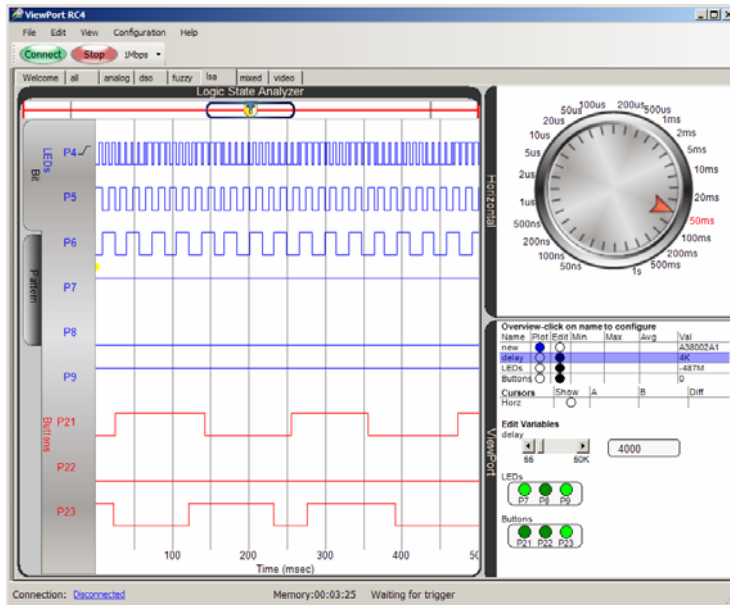 ViewPort RC4
File Edit View Configuration Help
Connect Stop 1Mbps
Welcome all analog dso fuzzy lsa mixed video
Logic State Analyzer
Bit
Pattern
LEDs
P4
P5
P6
P7
P8
P9
Buttons
P21
P22
P23
100 200 300 400 50
Time (msec)
Horizontal
50ns
100ns
200ns
500ns
1us
2us
5us
10us
20us
50us
100us
200us
500us
1ms
2ms
5ms
10ms
20ms
50ms
100ms
200ms
500ms
1s
ViewPort
Overview-click on name to configure
Name Plot Edit Min Max Avg Val
new A38002A1
delay 4K
LEDs -487M
Buttons 0
Cursors Show A B Diff
Horz
Edit Variables
delay
4000
66 60K
LEDs
P7 P8 P9
Buttons
P21 P22 P23
Connection: Disconnected Memory:00:03:25 Waiting for trigger